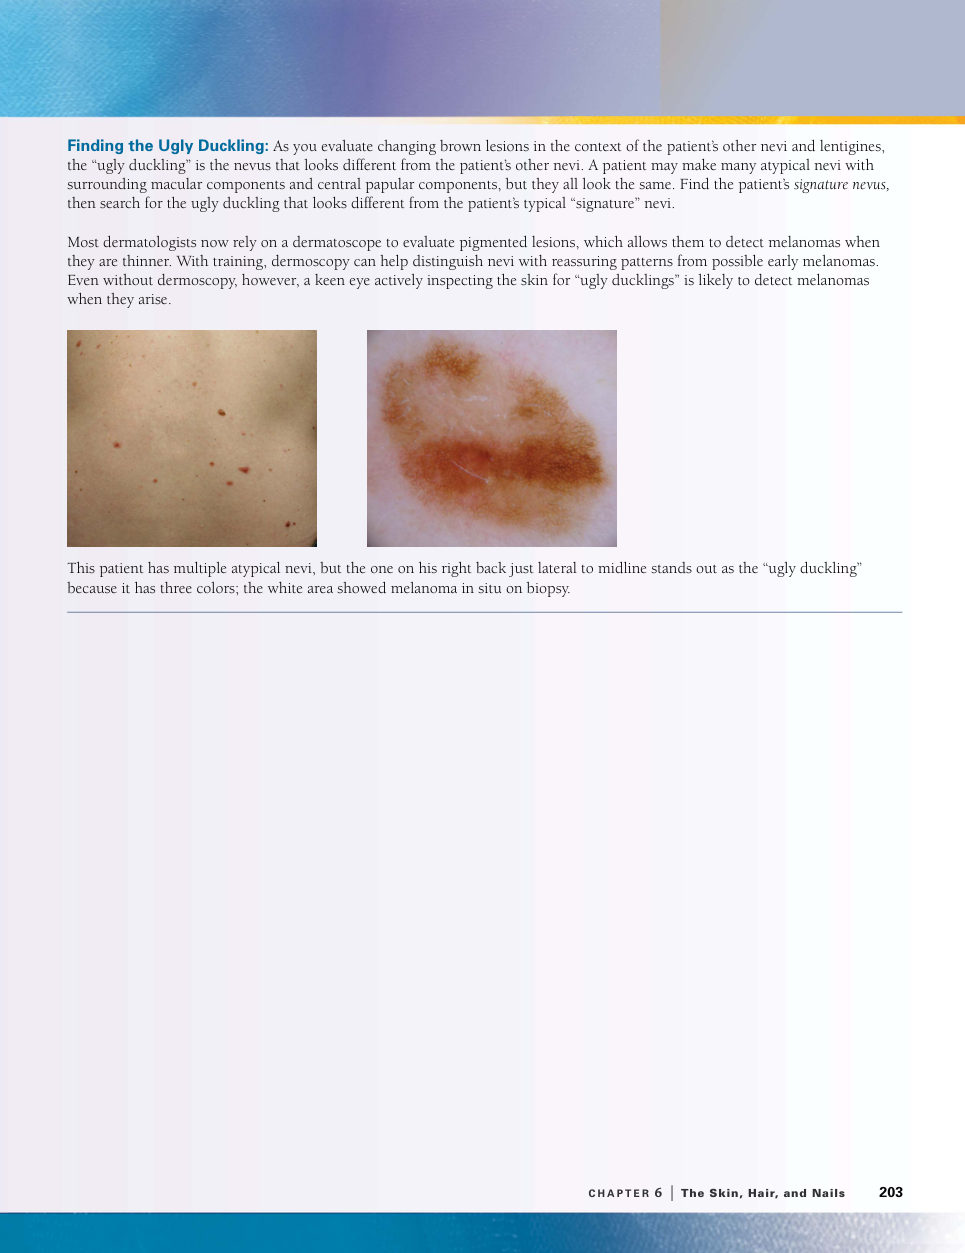 Finding the Ugly Duckling: As you evaluate changing brown lesions in the context of the patient’s other nevi and lentigines,
the “ugly duckling” is the nevus that looks different from the patient’s other nevi. A patient may make many atypical nevi with
surrounding macular components and central papular components, but they all look the same. Find the patient’s signature nevus,
then search for the ugly duckling that looks different from the patient’s typical “signature” nevi.
Most dermatologists now rely on a dermatoscope to evaluate pigmented lesions, which allows them to detect melanomas when
they are thinner. With training, dermoscopy can help distinguish nevi with reassuring patterns from possible early melanomas.
Even without dermoscopy, however, a keen eye actively inspecting the skin for “ugly ducklings” is likely to detect melanomas
when they arise.
This patient has multiple atypical nevi, but the one on his right back just lateral to midline stands out as the “ugly duckling”
because it has three colors; the white area showed melanoma in situ on biopsy.
CHAPTER 6 | The Skin, Hair, and Nails 203